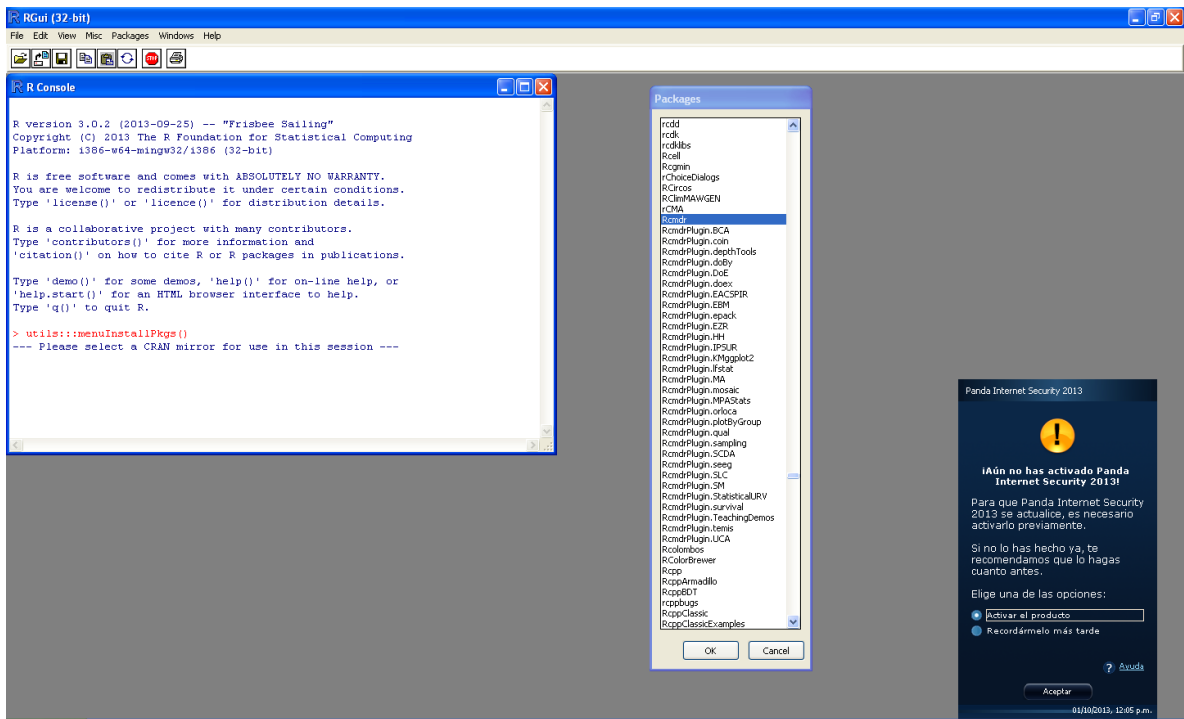 RGui (32-bit)
File Edit View Misc Packages Windows Help
STOP
R Console
R version 3.0.2 (2013-09-25) -- "Frisbee Sailing"
Copyright (C) 2013 The R Foundation for Statistical Computing
Platform: i386-w64-mingw32/i386 (32-bit)
R is free software and comes with ABSOLUTELY NO WARRANTY.
You are welcome to redistribute it under certain conditions.
Type 'license()' or 'licence()' for distribution details.
R is a collaborative project with many contributors.
Type 'contributors()' for more information and
'citation()' on how to cite R or R packages in publications.
Type 'demo()' for some demos, 'help()' for on-line help, or
'help.start()' for an HTML browser interface to help.
Type 'q()' to quit R.
> utils:::menuInstallPkgs()
--- Please select a CRAN mirror for use in this session ---
Packages
rcdd
rcdk
rcdklibs
Rcell
Rcgmin
rChoiceDialogs
RCircos
RClimMAWGEN
rCMA
Rcmdr
RcmdrPlugin.BCA
RcmdrPlugin.coin
RcmdrPlugin.depthTools
RcmdrPlugin.doBy
RcmdrPlugin.DoE
RcmdrPlugin.doex
RcmdrPlugin.EACSPIR
RcmdrPlugin.EBM
RcmdrPlugin.epack
RcmdrPlugin.EZR
RcmdrPlugin.HH
RcmdrPlugin.IPSUR
RcmdrPlugin.KMggplot2
RcmdrPlugin.lfstat
RcmdrPlugin.MA
RcmdrPlugin.mosaic
RcmdrPlugin.MPAStats
RcmdrPlugin.orloca
RcmdrPlugin.plotByGroup
RcmdrPlugin.qual
RcmdrPlugin.sampling
RcmdrPlugin.SCDA
RcmdrPlugin.seeg
RcmdrPlugin.SLC
RcmdrPlugin.SM
RcmdrPlugin.StatisticalURV
RcmdrPlugin.survival
RcmdrPlugin.TeachingDemos
RcmdrPlugin.temis
RcmdrPlugin.UCA
Rcolombos
RColorBrewer
Rcpp
RcppArmadillo
RcppBDT
rcppbugs
RcppClassic
RcppClassicExamples
OK Cancel
Panda Internet Security 2013
¡Aún no has activado Panda
Internet Security 2013!
Para que Panda Internet Security
2013 se actualice, es necesario
activarlo previamente.
Si no lo has hecho ya, te
recomendamos que lo hagas
cuanto antes.
Elige una de las opciones:
Activar el producto
Recordármelo más tarde
? Ayuda
Aceptar
01/10/2013, 12:05 p.m.